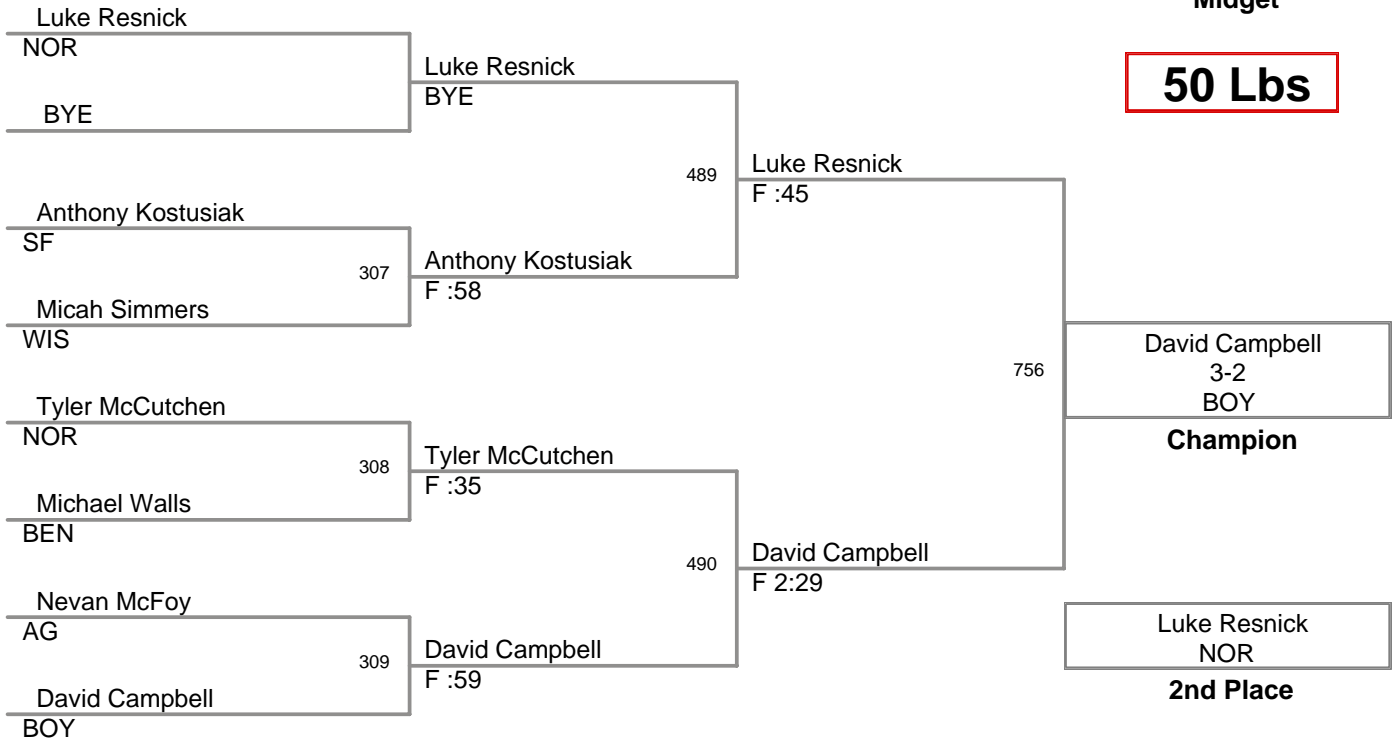 Midget
50 Lbs
Luke Resnick
NOR
BYE
Anthony Kostusiak
SF
307
Micah Simmers
WIS
Tyler McCutchen
NOR
308
Michael Walls
BEN
Nevan McFoy
AG
309
David Campbell
BOY
Luke Resnick
BYE
489
Anthony Kostusiak
F :58
Tyler McCutchen
F :35
490
David Campbell
F :59
Luke Resnick
F :45
756
David Campbell
F 2:29
David Campbell
3-2
BOY
Champion
Luke Resnick
NOR
2nd Place